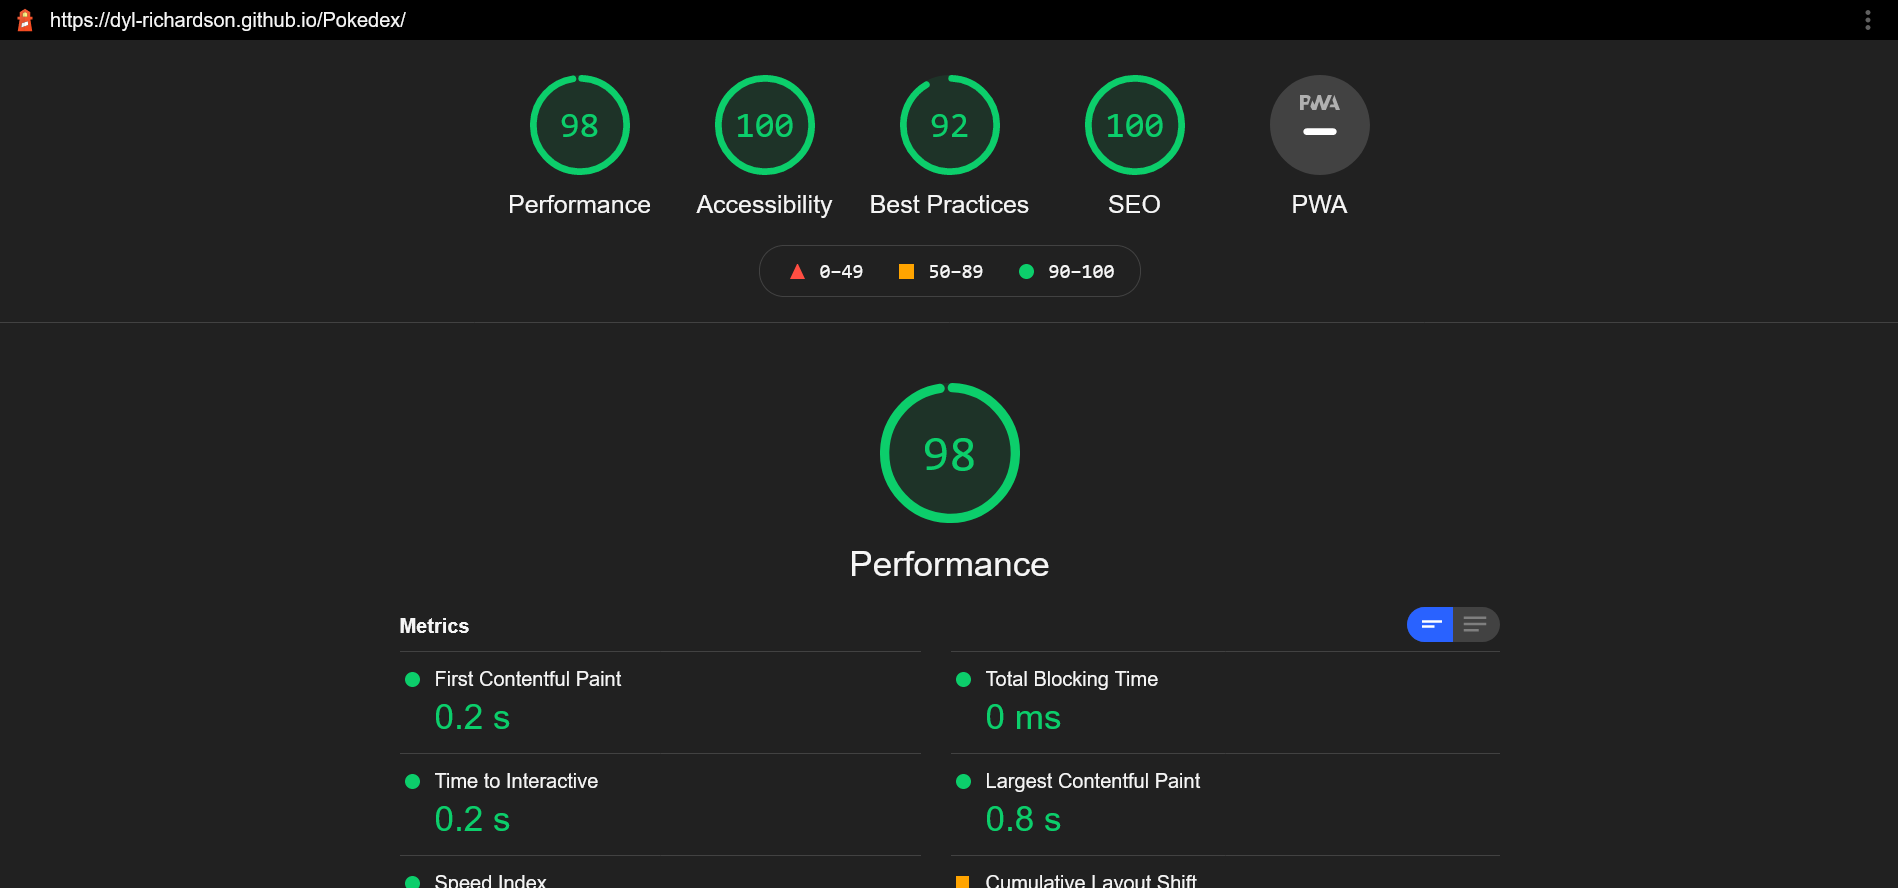 https://dyl-richardson.github.io/Pokedex/
98 100 92 100 PWA
Performance Accessibility Best Practices SEO PWA
0–49 50–89 90–100
98
Performance
Metrics
First Contentful Paint
0.2 s
Total Blocking Time
0 ms
Time to Interactive
0.2 s
Largest Contentful Paint
0.8 s
Speed Index
Cumulative Layout Shift